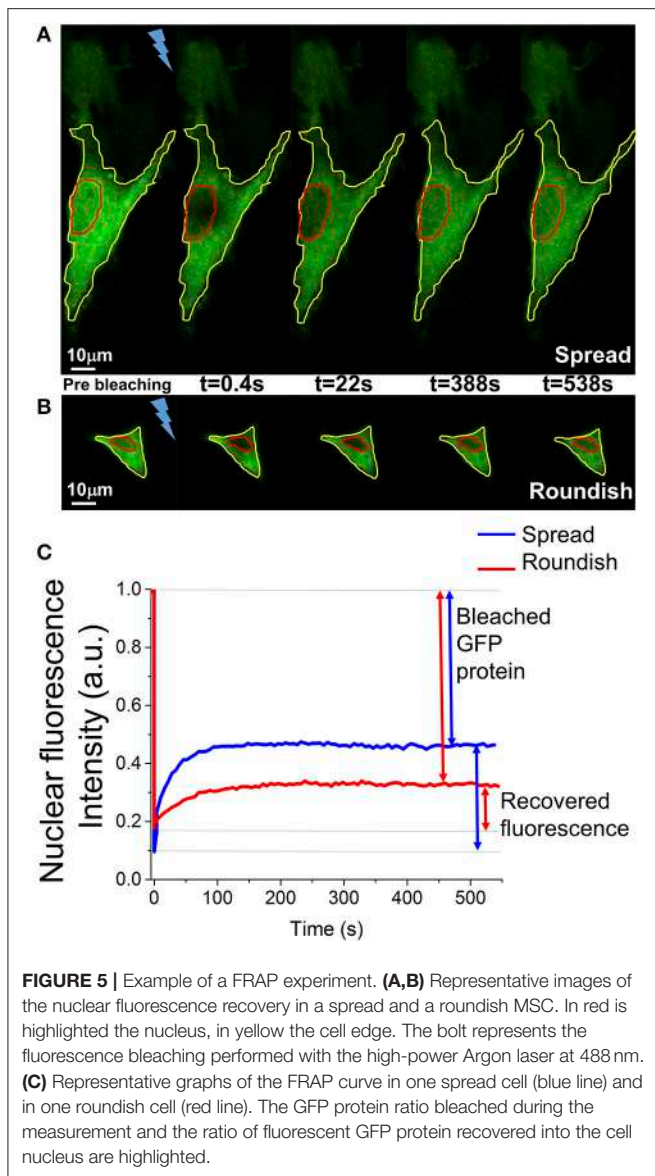 A
10μm
Spread
Pre bleaching t=0.4s t=22s t=388s t=538s
B
10μm
Roundish
C
Spread
Roundish
Nuclear fluorescence
Intensity (a.u.)
1.0
0.8
0.6
0.4
0.2
0.0
Bleached
GFP
protein
Recovered
fluorescence
0 100 200 300 400 500
Time (s)
FIGURE 5 | Example of a FRAP experiment. (A,B) Representative images of
the nuclear fluorescence recovery in a spread and a roundish MSC. In red is
highlighted the nucleus, in yellow the cell edge. The bolt represents the
fluorescence bleaching performed with the high-power Argon laser at 488 nm.
(C) Representative graphs of the FRAP curve in one spread cell (blue line) and
in one roundish cell (red line). The GFP protein ratio bleached during the
measurement and the ratio of fluorescent GFP protein recovered into the cell
nucleus are highlighted.